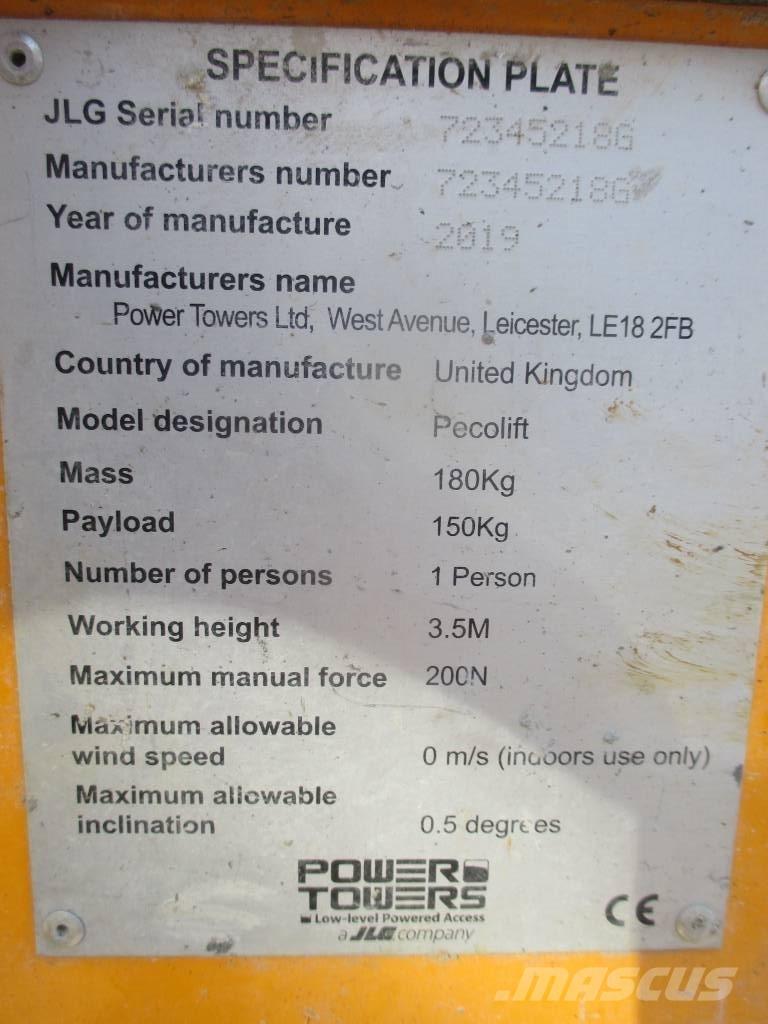 SPECIFICATION PLATE
JLG Serial number 72345218G
Manufacturers number 72345218G
Year of manufacture 2019
Manufacturers name
Power Towers Ltd, West Avenue, Leicester, LE18 2FB
Country of manufacture United Kingdom
Model designation Pecolift
Mass 180Kg
Payload 150Kg
Number of persons 1 Person
Working height 3.5M
Maximum manual force 200N
Maximum allowable
wind speed 0 m/s (indoors use only)
Maximum allowable
inclination 0.5 degrees
POWER
TOWERS
Low-level Powered Access
a JLG company
CE
MASCUS